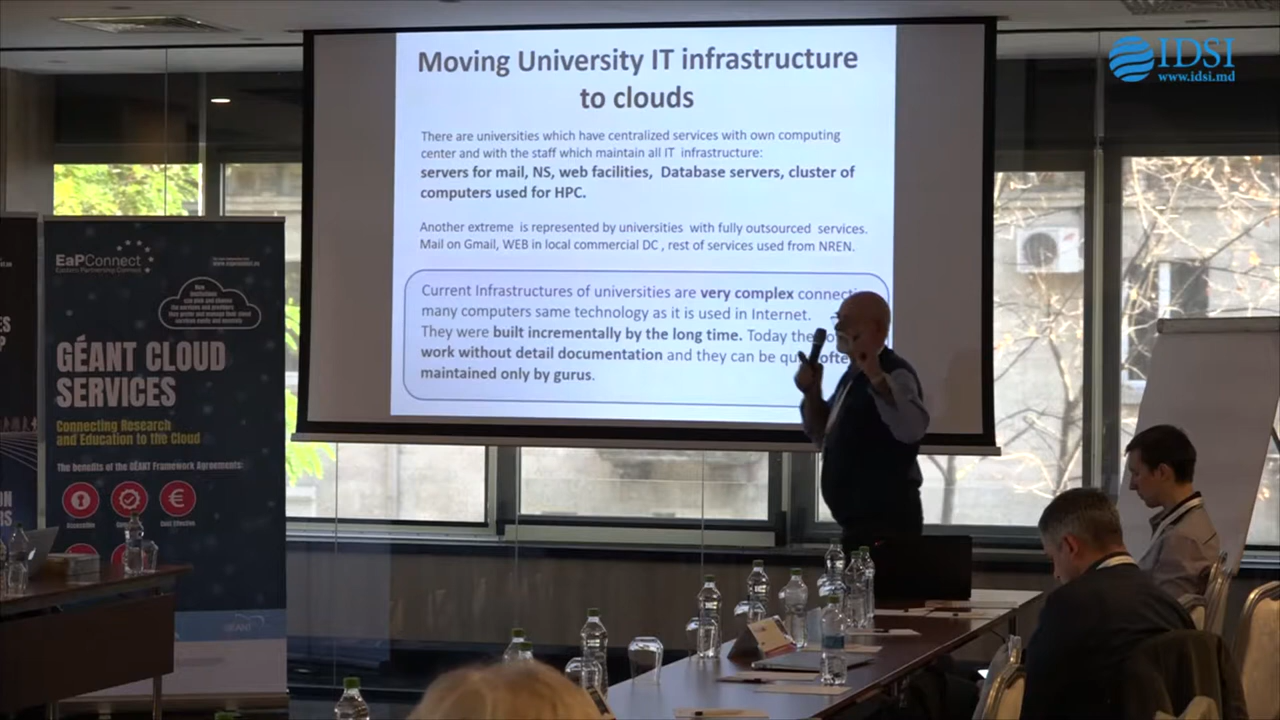 IDSI
www.idsi.md
Moving University IT infrastructure
to clouds
There are universities which have centralized services with own computing
center and with the staff which maintain all IT infrastructure:
servers for mail, NS, web facilities, Database servers, cluster of
computers used for HPC.
Another extreme is represented by universities with fully outsourced services.
Mail on Gmail, WEB in local commercial DC , rest of services used from NREN.
Current Infrastructures of universities are very complex
many computers same technology as it is used in Internet.
They were built incrementally by the long time. Today
work without detail documentation and they can be
maintained only by gurus.
EaPConnect
Eastern Partnership Connect
GÉANT CLOUD
SERVICES
Connecting Research
and Education to the Cloud
The benefits of the GÉANT Framework Agreements:
Cost Effective
GÉANT